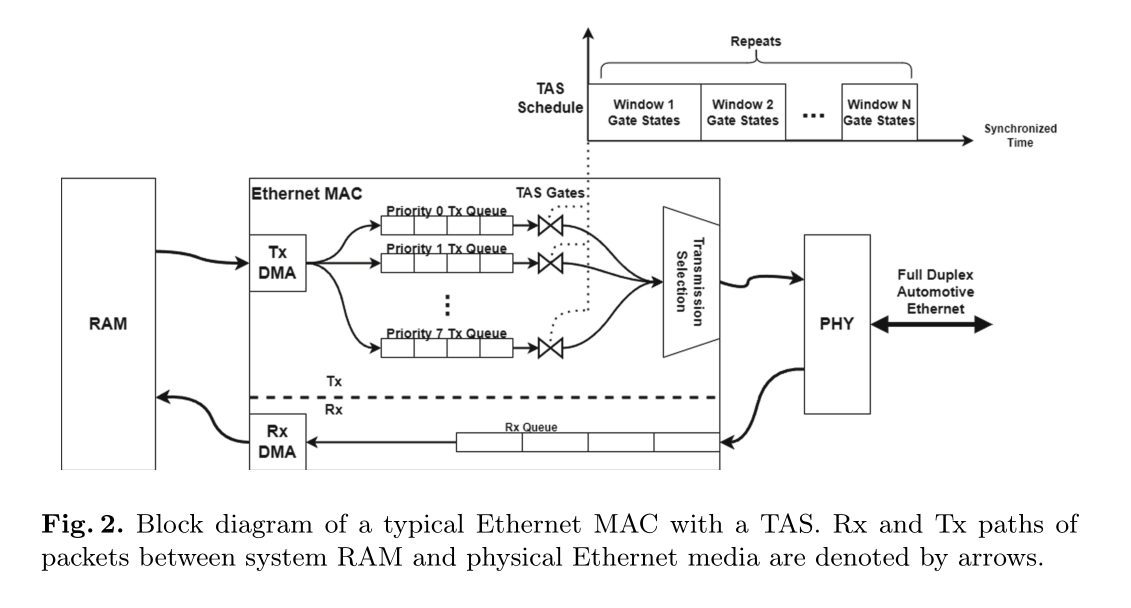 Repeats
TAS
Schedule
Window 1
Gate States
Window 2
Gate States
...
Window N
Gate States
Synchronized
Time
Ethernet MAC
TAS Gates
Priority 0 Tx Queue
Tx
DMA
Priority 1 Tx Queue
Transmission
Selection
Full Duplex
Automotive
Ethernet
RAM
PHY
Priority 7 Tx Queue
Tx
Rx
Rx Queue
Rx
DMA
Fig. 2. Block diagram of a typical Ethernet MAC with a TAS. Rx and Tx paths of
packets between system RAM and physical Ethernet media are denoted by arrows.